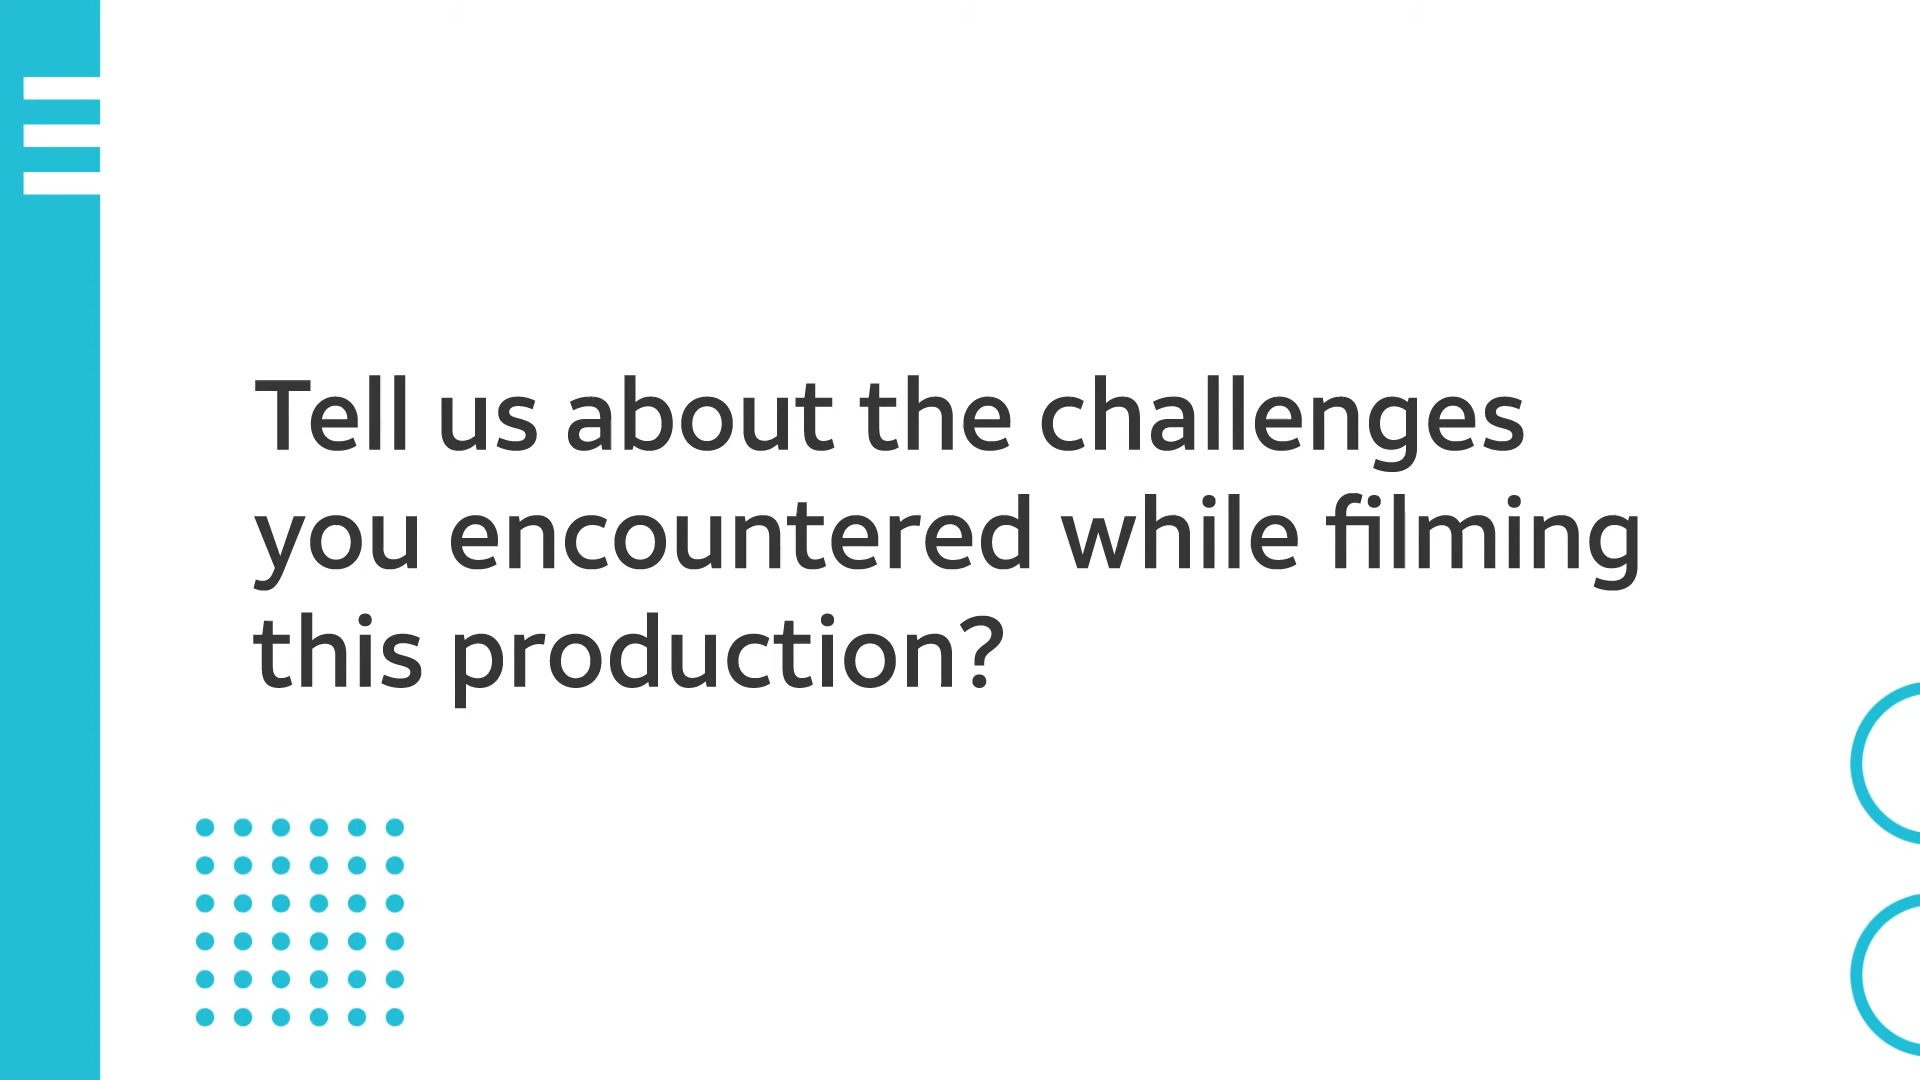 Tell us about the challenges
you encountered while filming
this production?